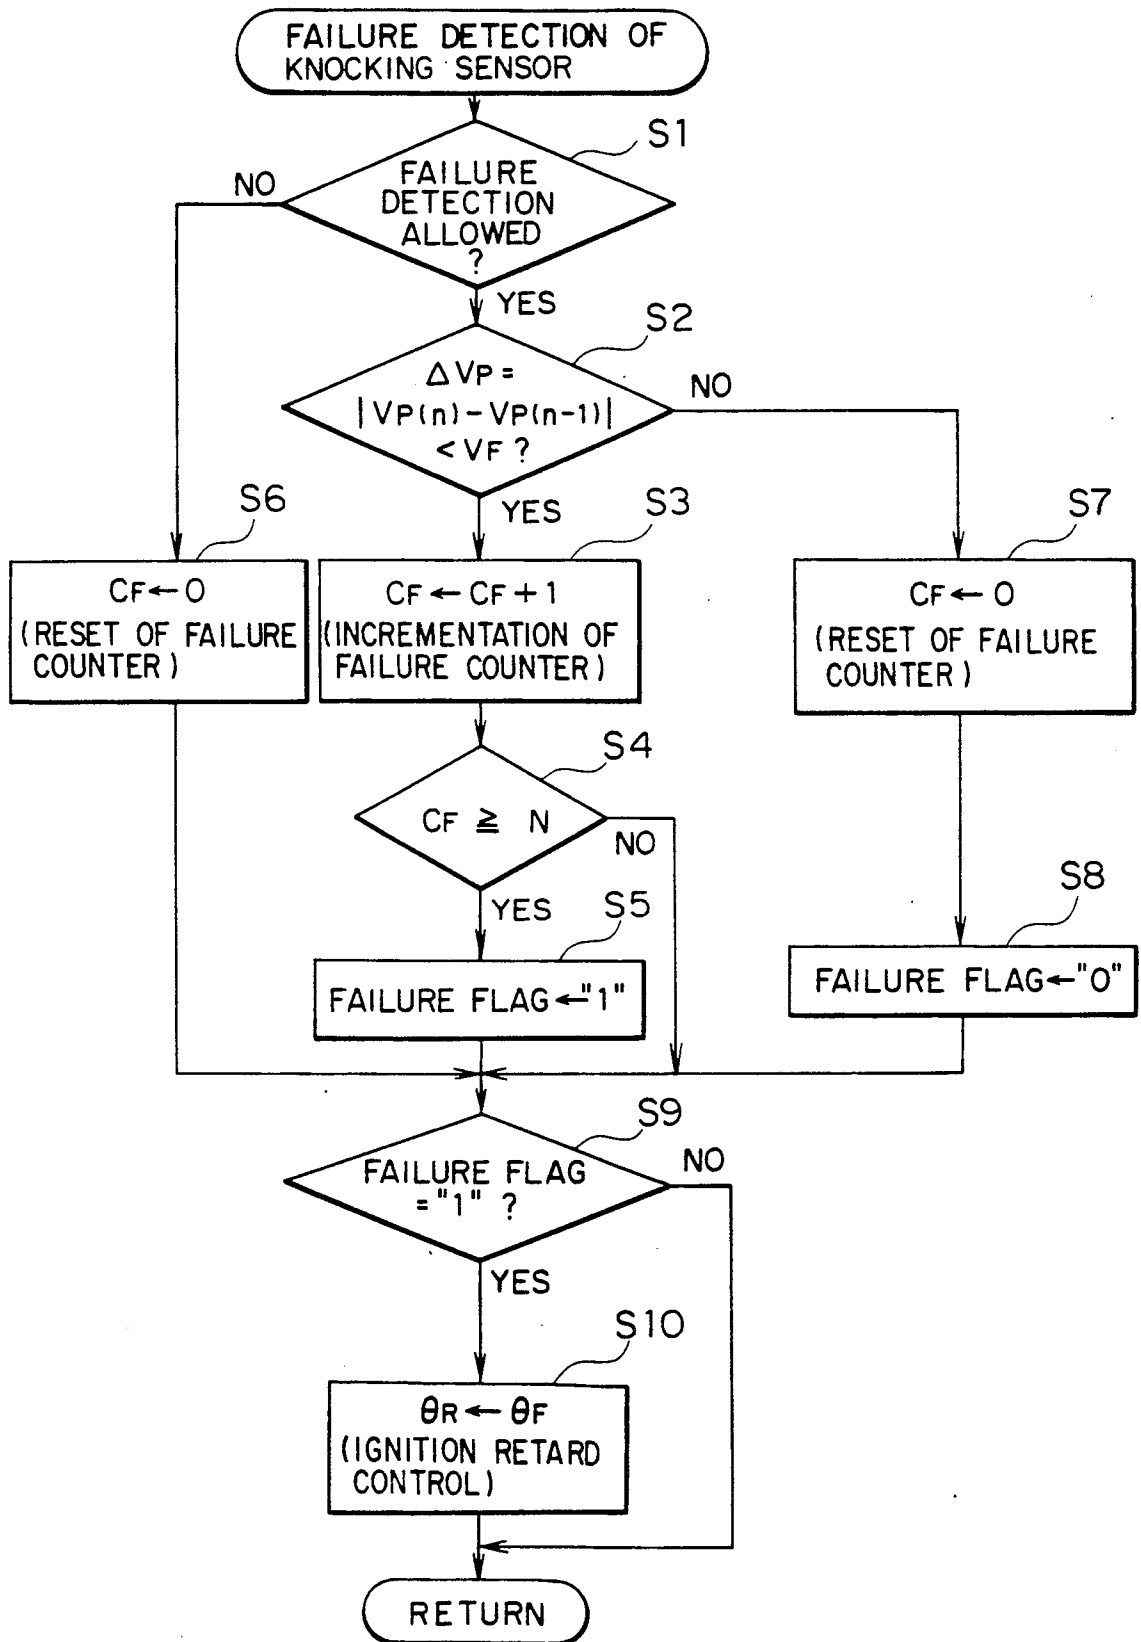 FAILURE DETECTION OF
KNOCKING SENSOR
S1
FAILURE
DETECTION
ALLOWED
?
NO
YES
S2
ΔVP=
|VP(n)-VP(n-1)|
<VF ?
NO
YES
S6
CF←0
(RESET OF FAILURE
COUNTER)
S3
CF←CF+1
(INCREMENTATION OF
FAILURE COUNTER)
S7
CF←0
(RESET OF FAILURE
COUNTER)
S4
CF ≧ N
NO
YES
S5
FAILURE FLAG←"1"
S8
FAILURE FLAG←"0"
S9
FAILURE FLAG
="1" ?
NO
YES
S10
θR←θF
(IGNITION RETARD
CONTROL)
RETURN